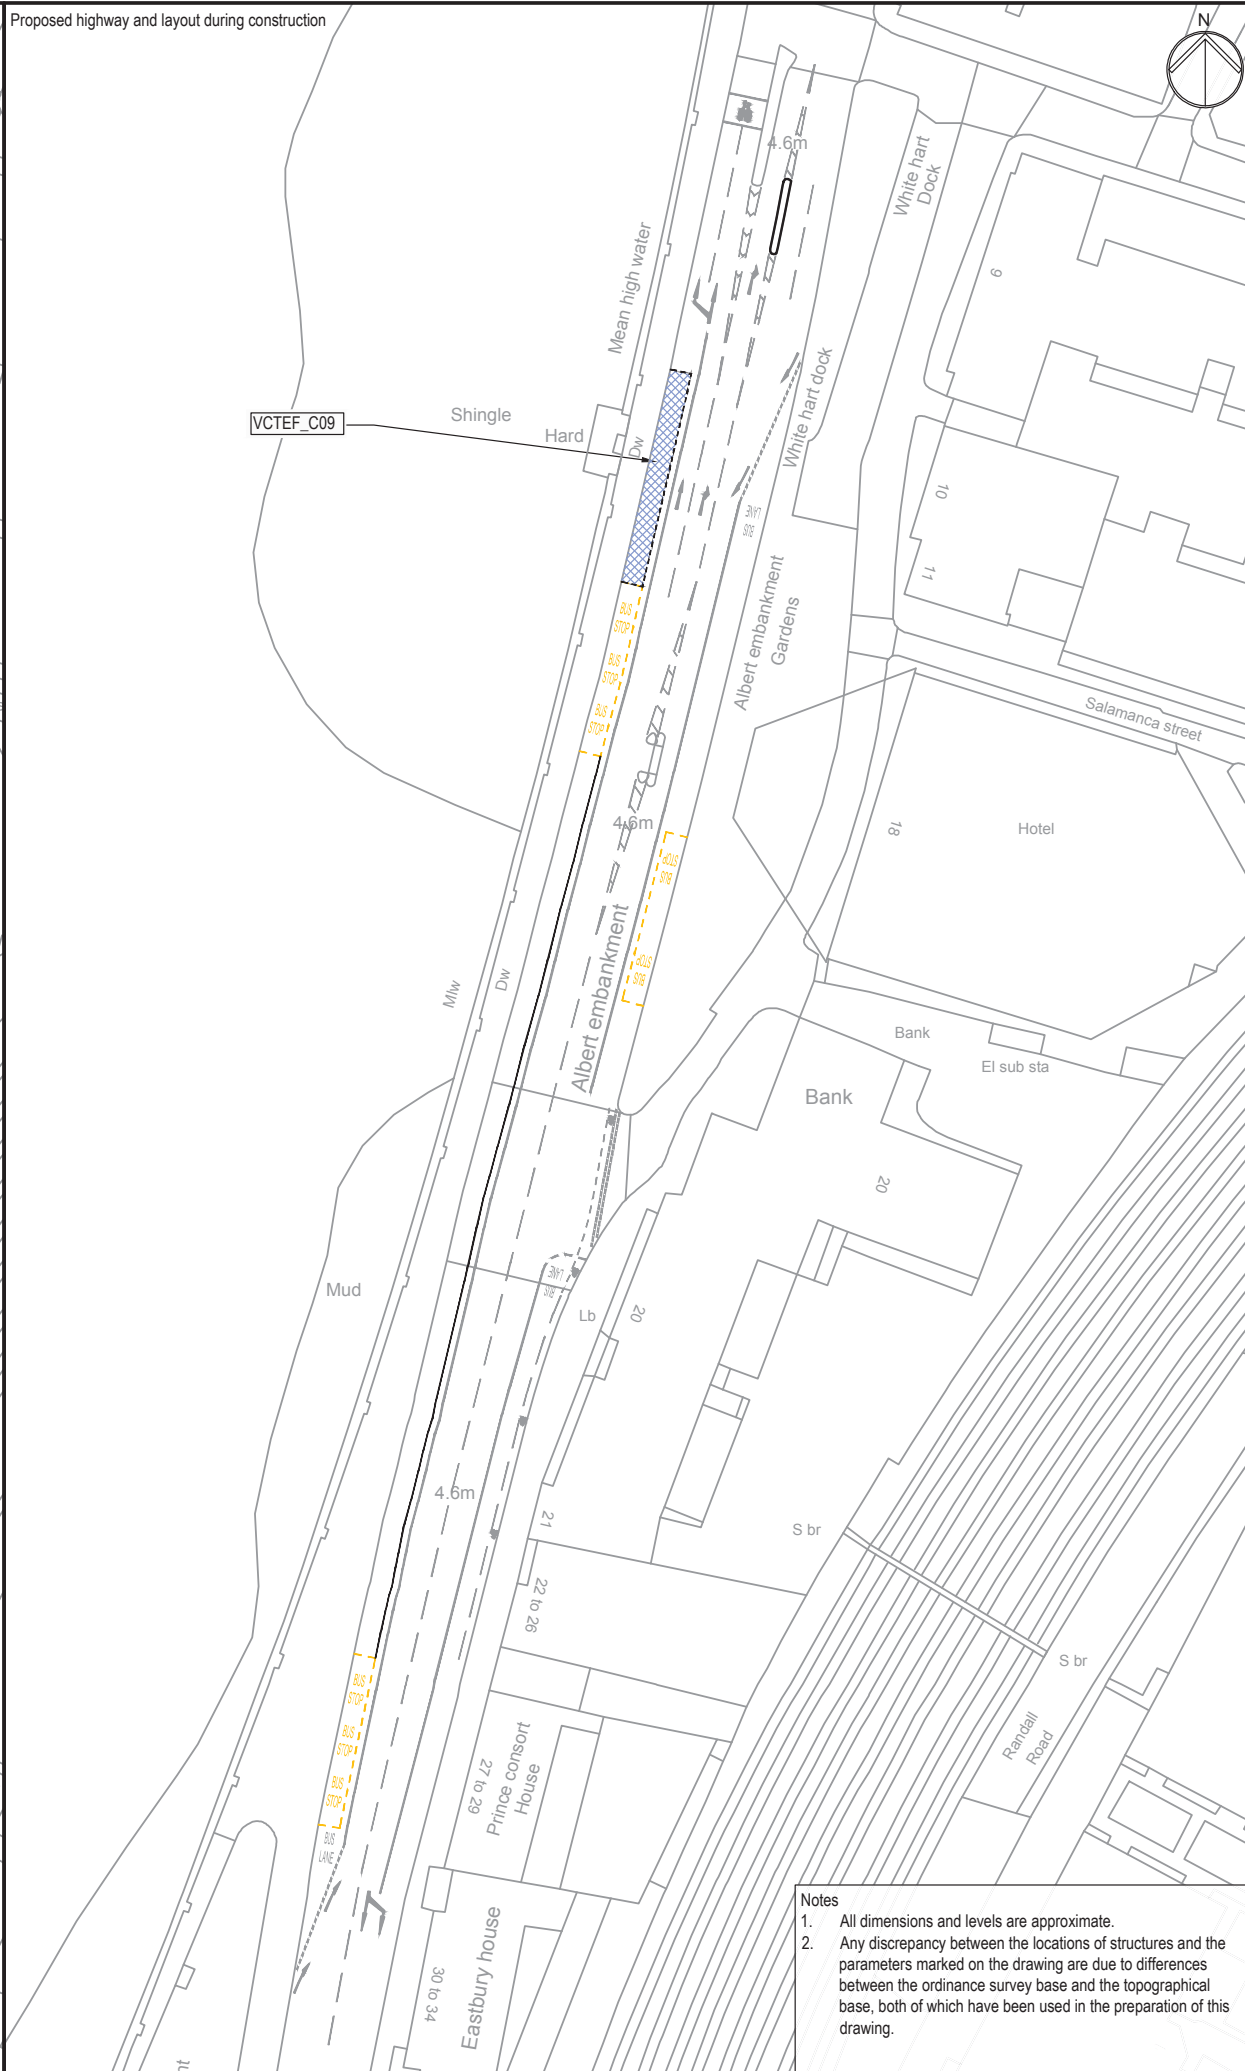 Proposed highway and layout during construction
N
4.6m
White hart
Dock
Mean high water
9
VCTEF_C09
Shingle
Hard
Dw
White hart dock
10
BUS
LANE
11
Albert embankment
Gardens
BUS
STOP
BUS
STOP
BUS
STOP
Salamanca street
4.6m
18
Hotel
BUS
STOP
BUS
STOP
Albert embankment
Mlw
Dw
Bank
El sub sta
Bank
20
BUS
LANE
Mud
Lb
20
4.6m
21
S br
22 to 26
S br
Randall
Road
BUS
STOP
BUS
STOP
BUS
STOP
BUS
LANE
27 to 29
Prince consort
House
30 to 34
Eastbury house
Notes
1. All dimensions and levels are approximate.
2. Any discrepancy between the locations of structures and the
parameters marked on the drawing are due to differences
between the ordinance survey base and the topographical
base, both of which have been used in the preparation of this
drawing.